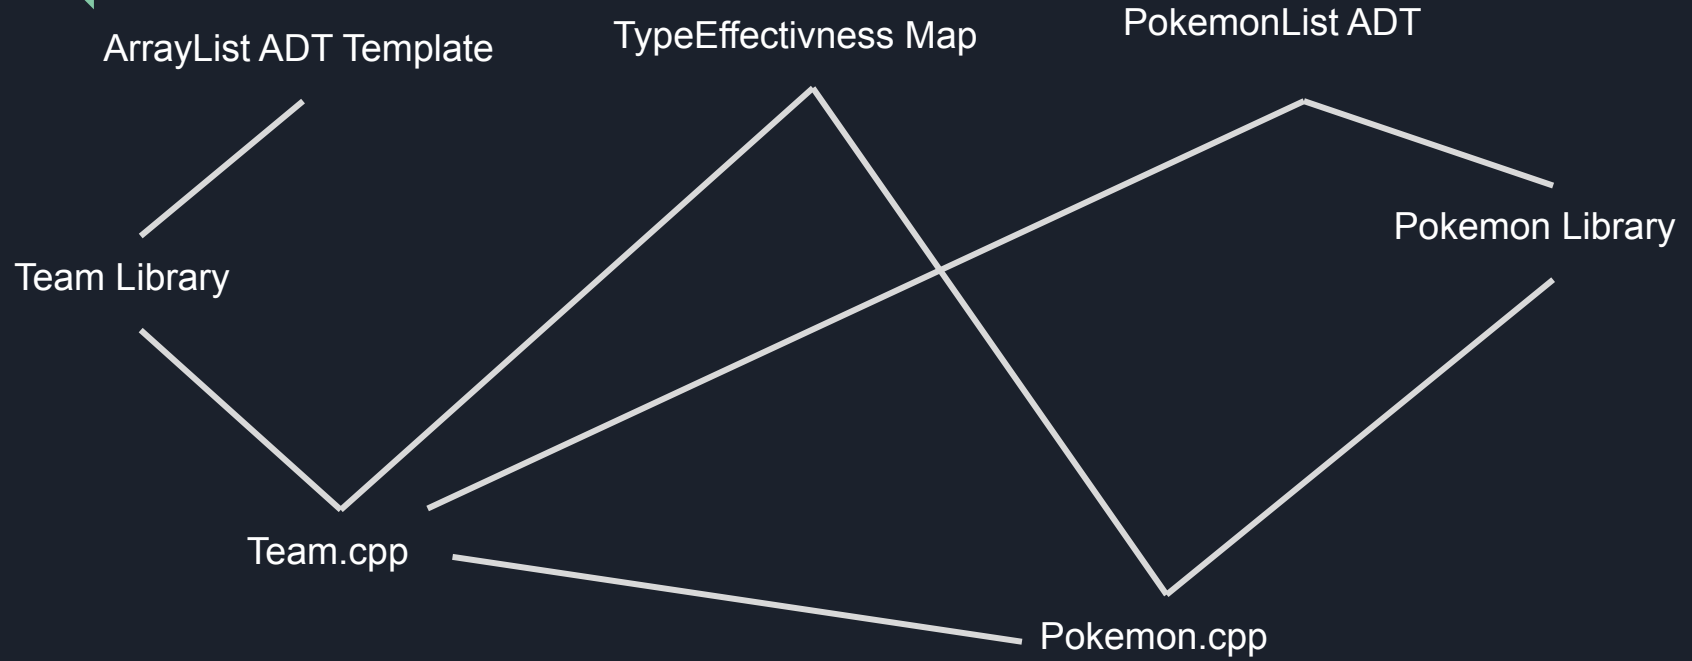 ArrayList ADT Template
TypeEffectivness Map
PokemonList ADT
Pokemon Library
Team Library
Team.cpp
Pokemon.cpp